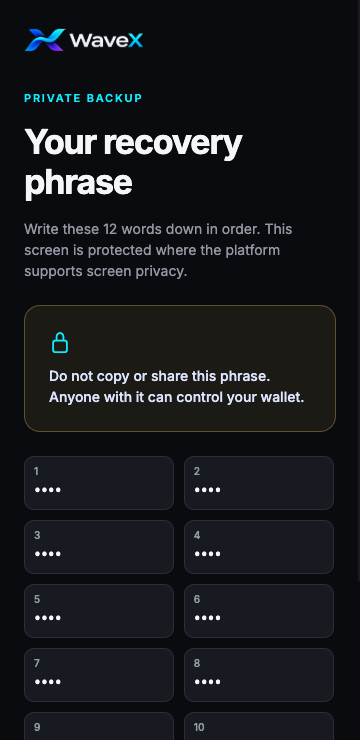 WaveX
PRIVATE BACKUP
Your recovery
phrase
Write these 12 words down in order. This
screen is protected where the platform
supports screen privacy.
Do not copy or share this phrase.
Anyone with it can control your wallet.
1 2
•••• ••••
3 4
•••• ••••
5 6
•••• ••••
7 8
•••• ••••
9 10